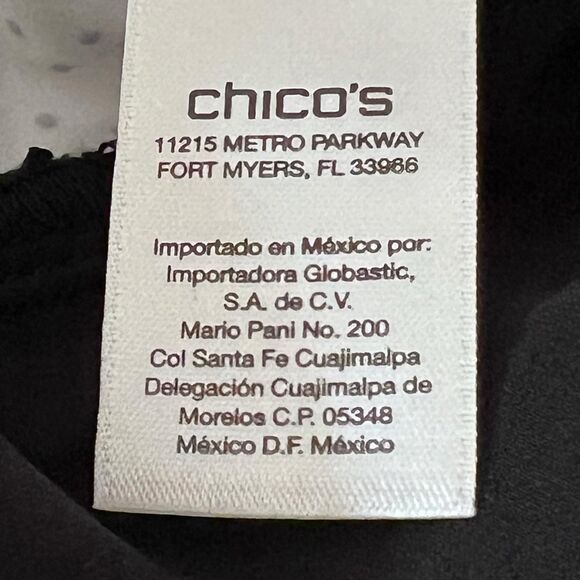 chico's
11215 METRO PARKWAY
FORT MYERS, FL 33966
Importado en México por:
Importadora Globastic,
S.A. de C.V.
Mario Pani No. 200
Col Santa Fe Cuajimalpa
Delegación Cuajimalpa de
Morelos C.P. 05348
México D.F. México